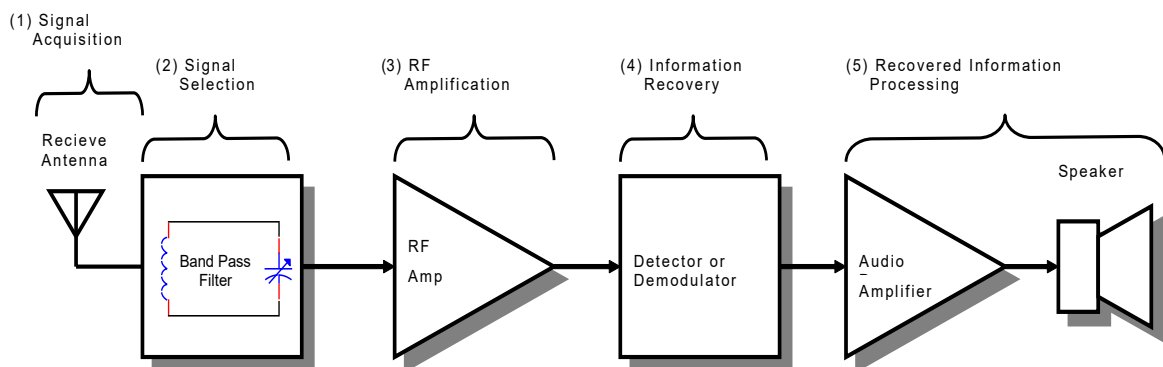 (1) Signal
Acquisition
(2) Signal
Selection
(3) RF
Amplification
(4) Information
Recovery
(5) Recovered Information
Processing
Recieve
Antenna
Speaker
Band Pass
Filter
RF
Amp
Detector or
Demodulator
Audio
Amplifier